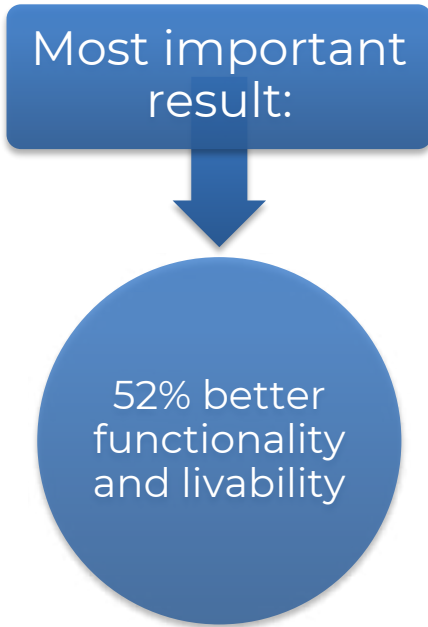 Most important
result:
52% better
functionality
and livability